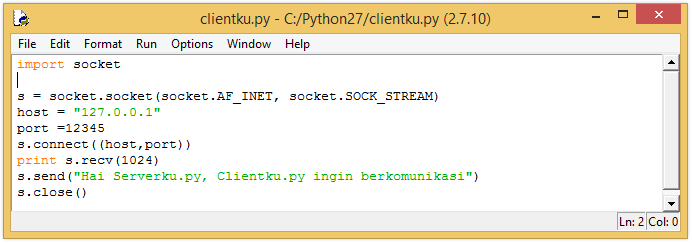 clientku.py - C:/Python27/clientku.py (2.7.10)
File Edit Format Run Options Window Help
import socket
s = socket.socket(socket.AF_INET, socket.SOCK_STREAM)
host = "127.0.0.1"
port =12345
s.connect((host,port))
print s.recv(1024)
s.send("Hai Serverku.py, Clientku.py ingin berkomunikasi")
s.close()
Ln: 2 Col: 0